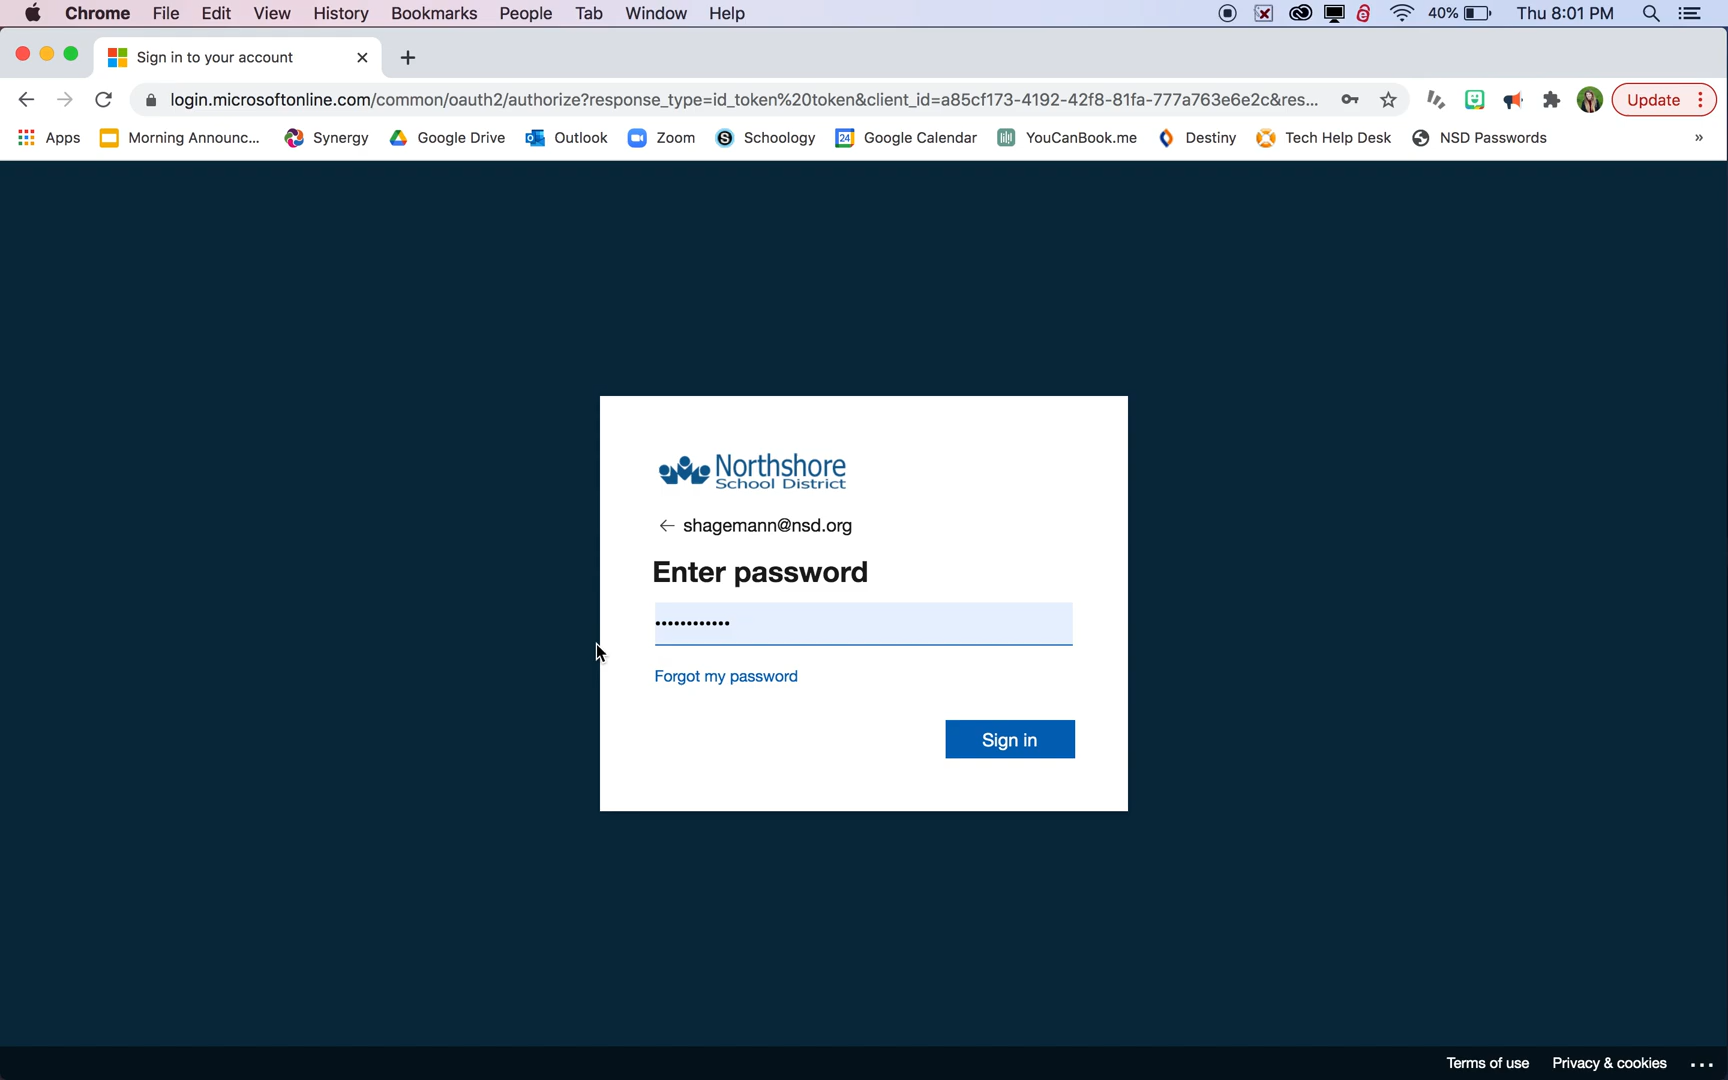 Chrome File Edit View History Bookmarks People Tab Window Help 40% Thu 8:01 PM
Sign in to your account
login.microsoftonline.com/common/oauth2/authorize?response_type=id_token%20token&client_id=a85cf173-4192-42f8-81fa-777a763e6e2c&res... Update
Apps Morning Announc... Synergy Google Drive Outlook Zoom Schoology 24 Google Calendar YouCanBook.me Destiny Tech Help Desk NSD Passwords »
Northshore
School District
← shagemann@nsd.org
Enter password
••••••••••••
Forgot my password
Sign in
Terms of use Privacy & cookies ...